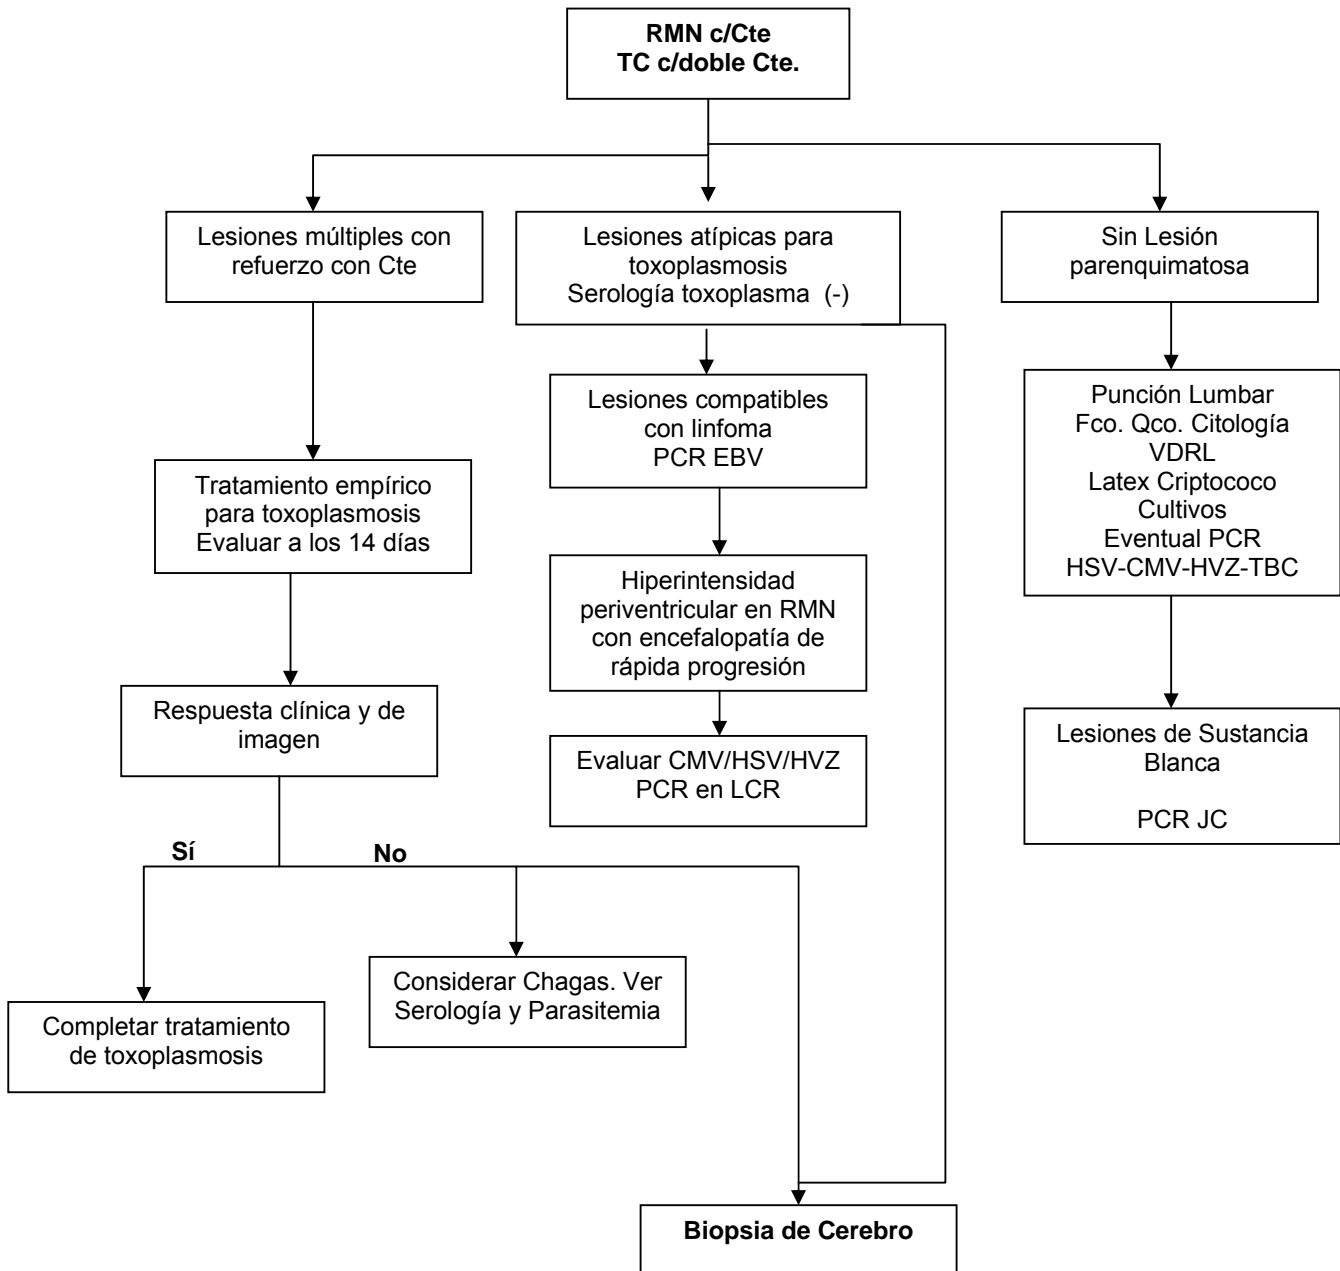 RMN c/Cte
TC c/doble Cte.
Lesiones múltiples con
refuerzo con Cte
Lesiones atípicas para
toxoplasmosis
Serología toxoplasma (-)
Sin Lesión
parenquimatosa
Lesiones compatibles
con linfoma
PCR EBV
Punción Lumbar
Fco. Qco. Citología
VDRL
Latex Criptococo
Cultivos
Eventual PCR
HSV-CMV-HVZ-TBC
Tratamiento empírico
para toxoplasmosis
Evaluar a los 14 días
Hiperintensidad
periventricular en RMN
con encefalopatía de
rápida progresión
Respuesta clínica y de
imagen
Evaluar CMV/HSV/HVZ
PCR en LCR
Lesiones de Sustancia
Blanca
PCR JC
Sí
No
Considerar Chagas. Ver
Serología y Parasitemia
Completar tratamiento
de toxoplasmosis
Biopsia de Cerebro